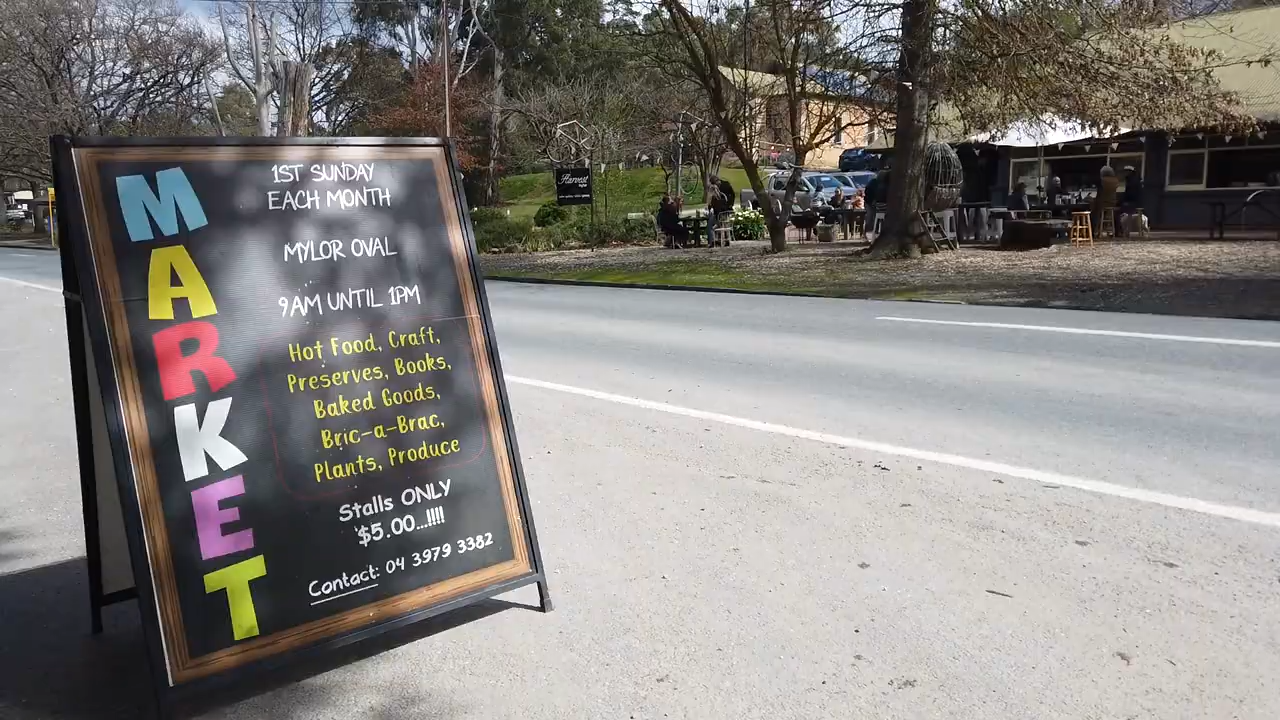 MARKET
1ST SUNDAY
EACH MONTH
MYLOR OVAL
9AM UNTIL 1PM
Hot Food, Craft,
Preserves, Books,
Baked Goods,
Bric-a-Brac,
Plants, Produce
Stalls ONLY
$5.00...!!!!
Contact: 04 3979 3382
Harvest